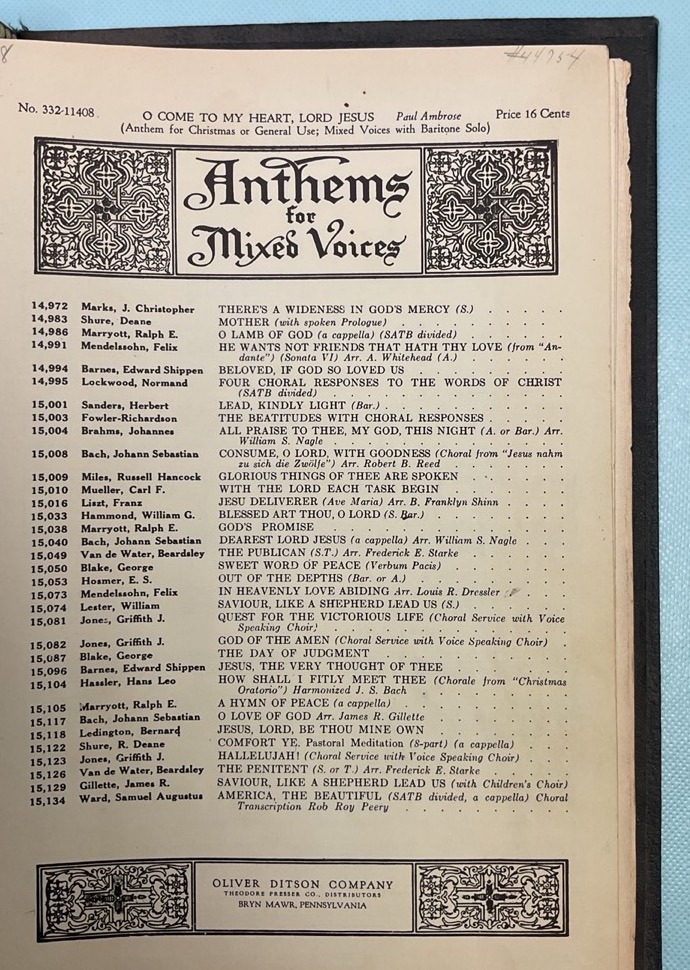 8
#44754
No. 332-11408 O COME TO MY HEART, LORD JESUS Paul Ambrose Price 16 Cents
(Anthem for Christmas or General Use; Mixed Voices with Baritone Solo)
Anthems
for
Mixed Voices
14,972 Marks, J. Christopher THERE'S A WIDENESS IN GOD'S MERCY (S.) . . . . .
14,983 Shure, Deane MOTHER (with spoken Prologue) . . . . . . . . .
14,986 Marryott, Ralph E. O LAMB OF GOD (a cappella) (SATB divided) . . . . . .
14,991 Mendelssohn, Felix HE WANTS NOT FRIENDS THAT HATH THY LOVE (from "An-
dante") (Sonata VI) Arr. A. Whitehead (A.) . . . . . .
14,994 Barnes, Edward Shippen BELOVED, IF GOD SO LOVED US . . . . . . . .
14,995 Lockwood, Normand FOUR CHORAL RESPONSES TO THE WORDS OF CHRIST
(SATB divided) . . . . . . . . . . . .
15,001 Sanders, Herbert LEAD, KINDLY LIGHT (Bar.) . . . . . . . . .
15,003 Fowler-Richardson THE BEATITUDES WITH CHORAL RESPONSES . . . . .
15,004 Brahms, Johannes ALL PRAISE TO THEE, MY GOD, THIS NIGHT (A. or Bar.) Arr.
William S. Nagle . . . . . . . . . . .
15,008 Bach, Johann Sebastian CONSUME, O LORD, WITH GOODNESS (Choral from "Jesus nahm
zu sich die Zwölfe") Arr. Robert B. Reed . . . . . .
15,009 Miles, Russell Hancock GLORIOUS THINGS OF THEE ARE SPOKEN . . . . . .
15,010 Mueller, Carl F. WITH THE LORD EACH TASK BEGIN . . . . . . .
15,016 Liszt, Franz JESU DELIVERER (Ave Maria) Arr. B. Franklyn Shinn . . . .
15,033 Hammond, William G. BLESSED ART THOU, O LORD (S. Bar.) . . . . . . .
15,038 Marryott, Ralph E. GOD'S PROMISE . . . . . . . . . . .
15,040 Bach, Johann Sebastian DEAREST LORD JESUS (a cappella) Arr. William S. Nagle . . .
15,049 Van de Water, Beardsley THE PUBLICAN (S.T.) Arr. Frederick E. Starke . . . . . .
15,050 Blake, George SWEET WORD OF PEACE (Verbum Pacis) . . . . . . .
15,053 Hosmer, E. S. OUT OF THE DEPTHS (Bar. or A.) . . . . . . . .
15,073 Mendelssohn, Felix IN HEAVENLY LOVE ABIDING Arr. Louis R. Dressler . . .
15,074 Lester, William SAVIOUR, LIKE A SHEPHERD LEAD US (S.) . . . . . .
15,081 Jones, Griffith J. QUEST FOR THE VICTORIOUS LIFE (Choral Service with Voice
Speaking Choir) . . . . . . . . . . . .
15,082 Jones, Griffith J. GOD OF THE AMEN (Choral Service with Voice Speaking Choir) .
15,087 Blake, George THE DAY OF JUDGMENT . . . . . . . . .
15,096 Barnes, Edward Shippen JESUS, THE VERY THOUGHT OF THEE . . . . . .
15,104 Hassler, Hans Leo HOW SHALL I FITLY MEET THEE (Chorale from "Christmas
Oratorio") Harmonized J. S. Bach . . . . . . . .
15,105 Marryott, Ralph E. A HYMN OF PEACE (a cappella) . . . . . . . .
15,117 Bach, Johann Sebastian O LOVE OF GOD Arr. James R. Gillette . . . . . . .
15,118 Ledington, Bernard JESUS, LORD, BE THOU MINE OWN . . . . . . .
15,122 Shure, R. Deane COMFORT YE. Pastoral Meditation (8-part) (a cappella) . . .
15,123 Jones, Griffith J. HALLELUJAH! (Choral Service with Voice Speaking Choir) . . .
15,126 Van de Water, Beardsley THE PENITENT (S. or T.) Arr. Frederick E. Starke . . . . .
15,129 Gillette, James R. SAVIOUR, LIKE A SHEPHERD LEAD US (with Children's Choir)
15,134 Ward, Samuel Augustus AMERICA, THE BEAUTIFUL (SATB divided, a cappella) Choral
Transcription Rob Roy Peery . . . . . . . . .
OLIVER DITSON COMPANY
THEODORE PRESSER CO., DISTRIBUTORS
BRYN MAWR, PENNSYLVANIA